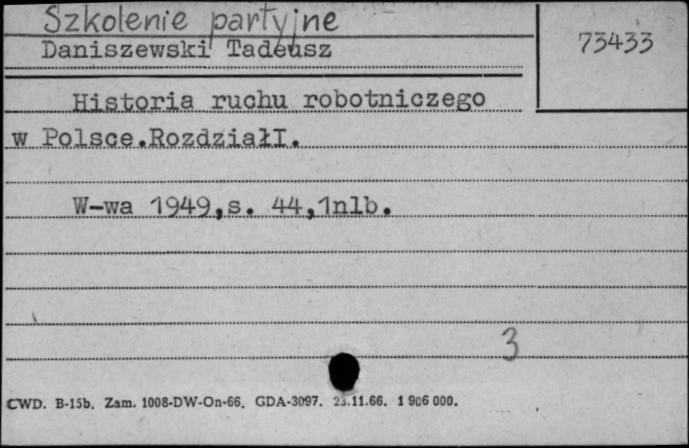 Szkolenie partyjne
73433
Daniszewski Tadeusz
Historia ruchu robotniczego
w Polsce.RozdziałI.
W-wa 1949,s. 44,1nlb.
3
CWD. B-15b. Zam. 1008-DW-On-66. GDA-3097. 23.11.66. 1 906 000.